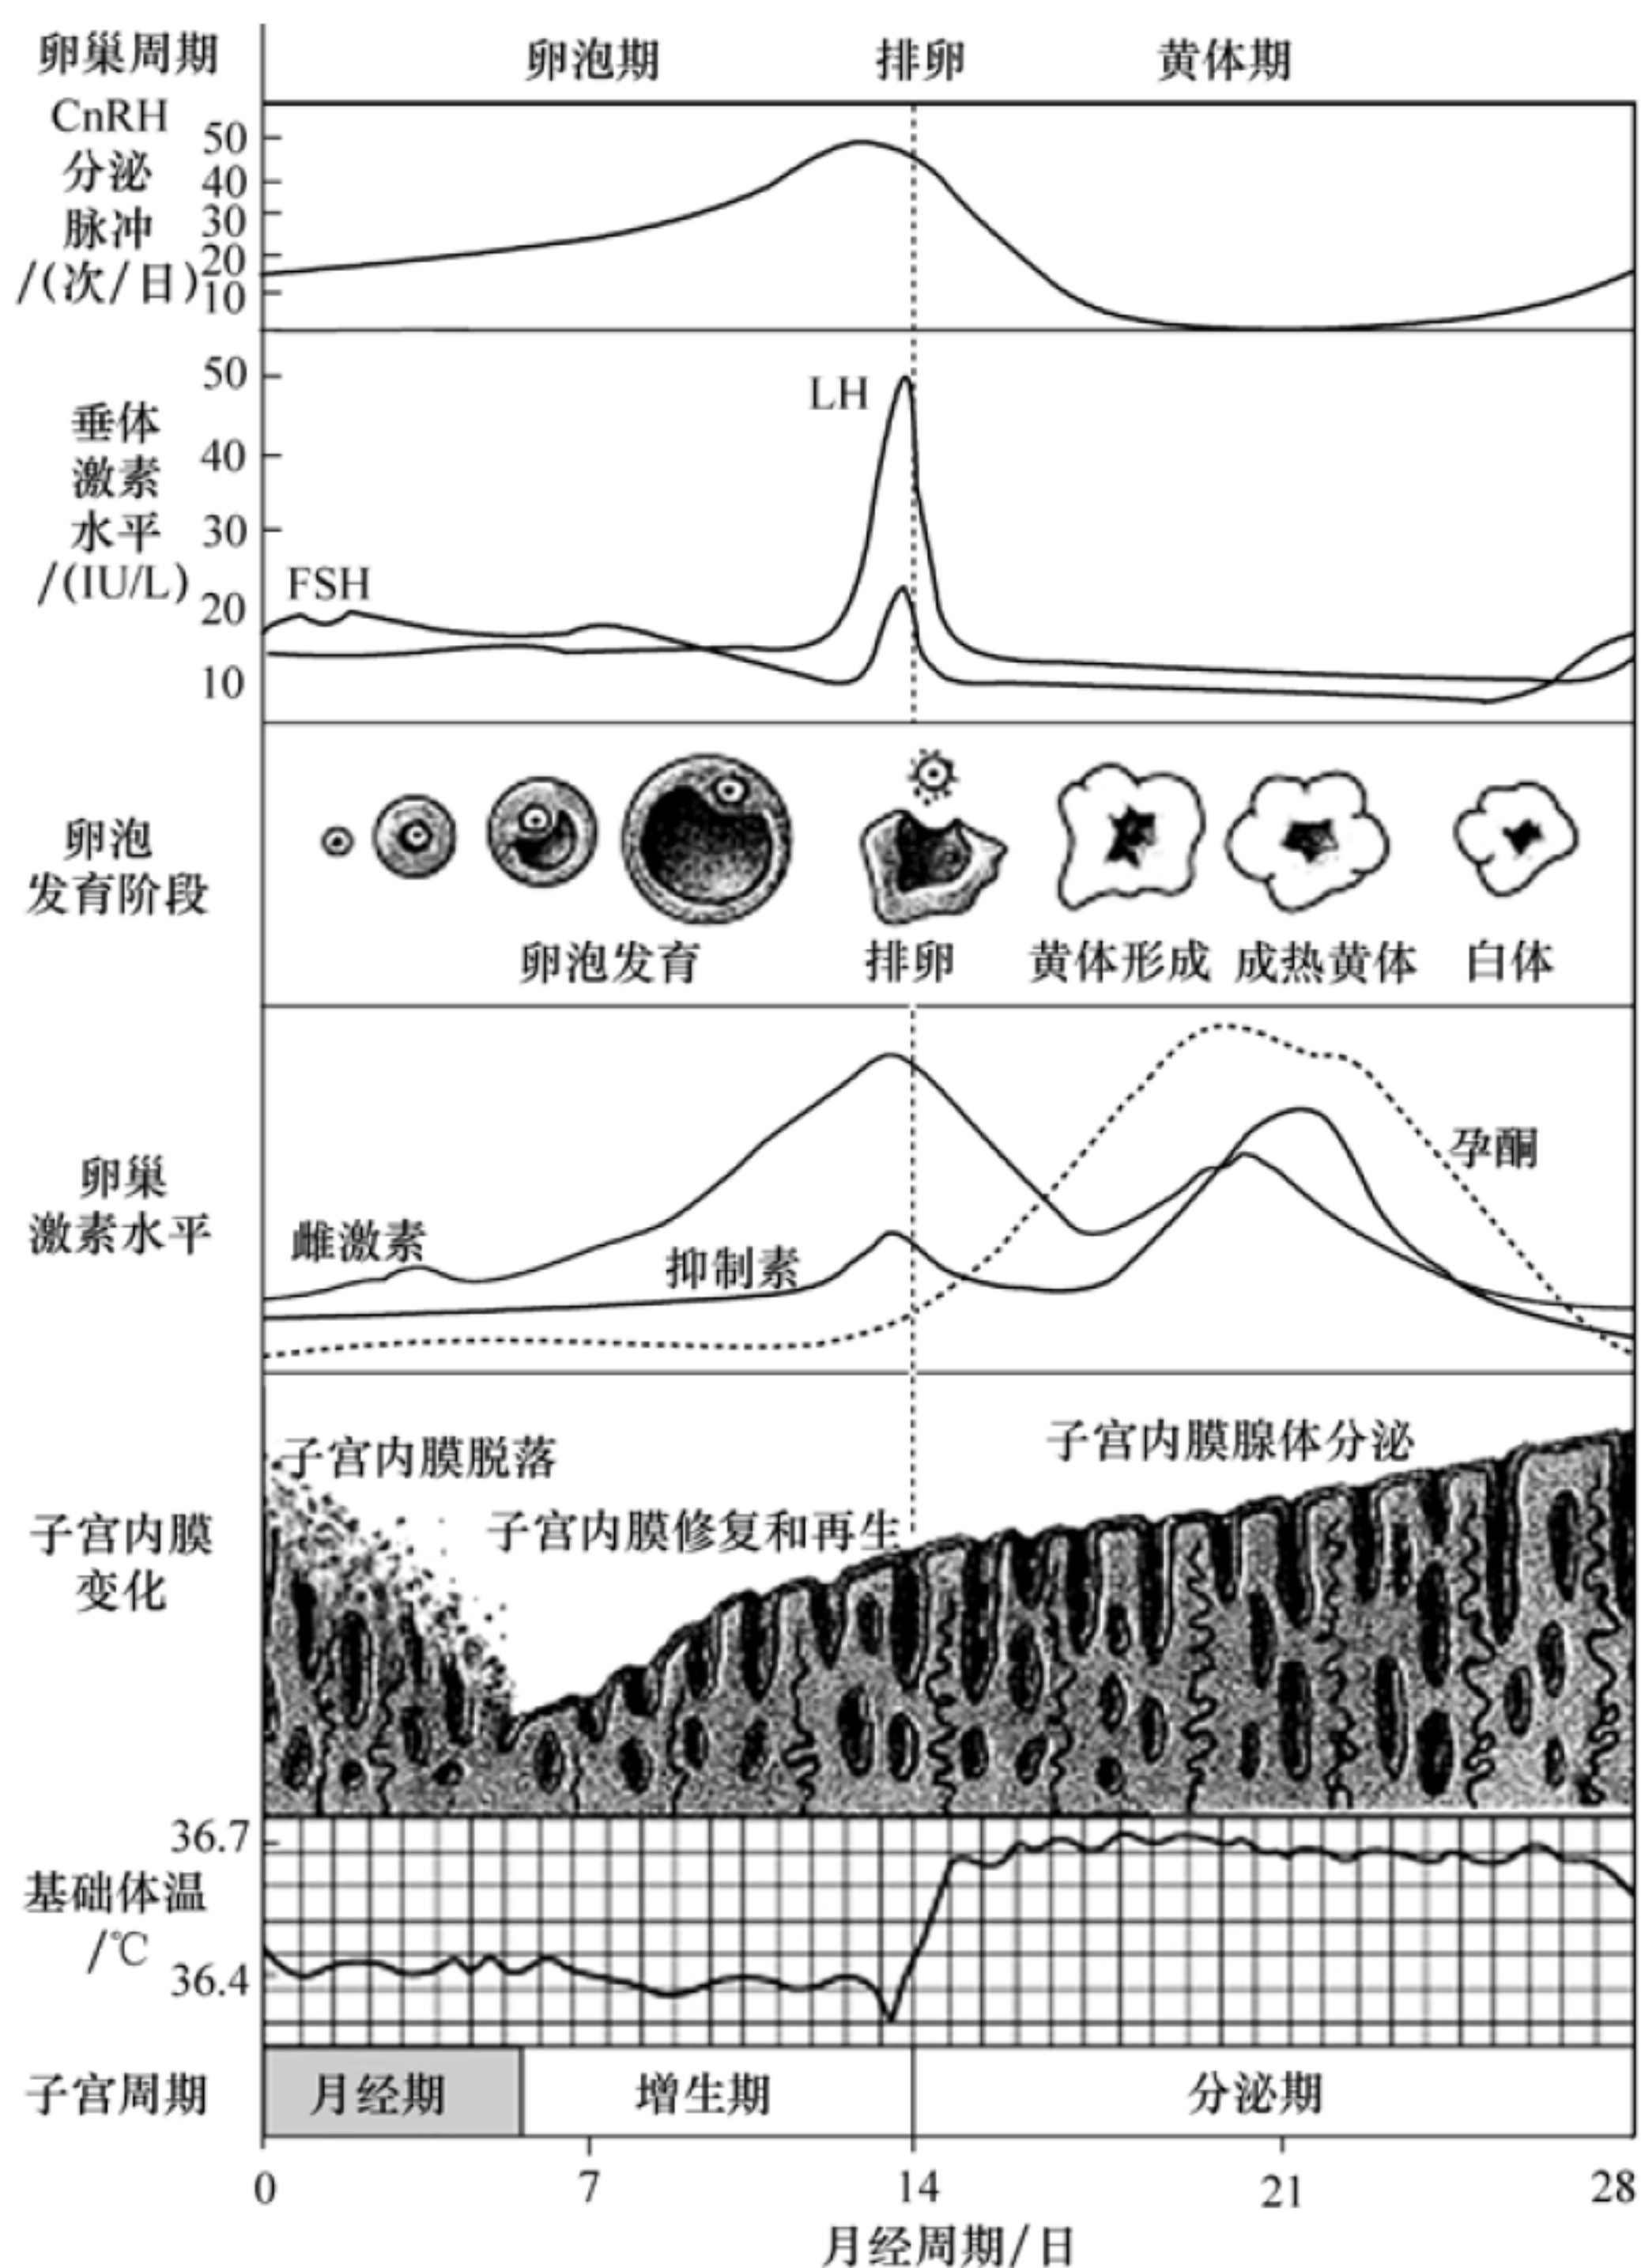 卵巢周期 卵泡期 排卵 黄体期
CnRH
分泌
脉冲
/(次/日)
50
40
30
20
10
垂体
激素
水平
/(IU/L)
50
40
30
20
10
LH
FSH
卵泡
发育阶段
卵泡发育 排卵 黄体形成 成热黄体 白体
卵巢
激素水平
雌激素
抑制素
孕酮
子宫内膜
变化
子宫内膜脱落
子宫内膜修复和再生
子宫内膜腺体分泌
基础体温
/℃
36.7
36.4
子宫周期 月经期 增生期 分泌期
0 7 14 21 28
月经周期/日